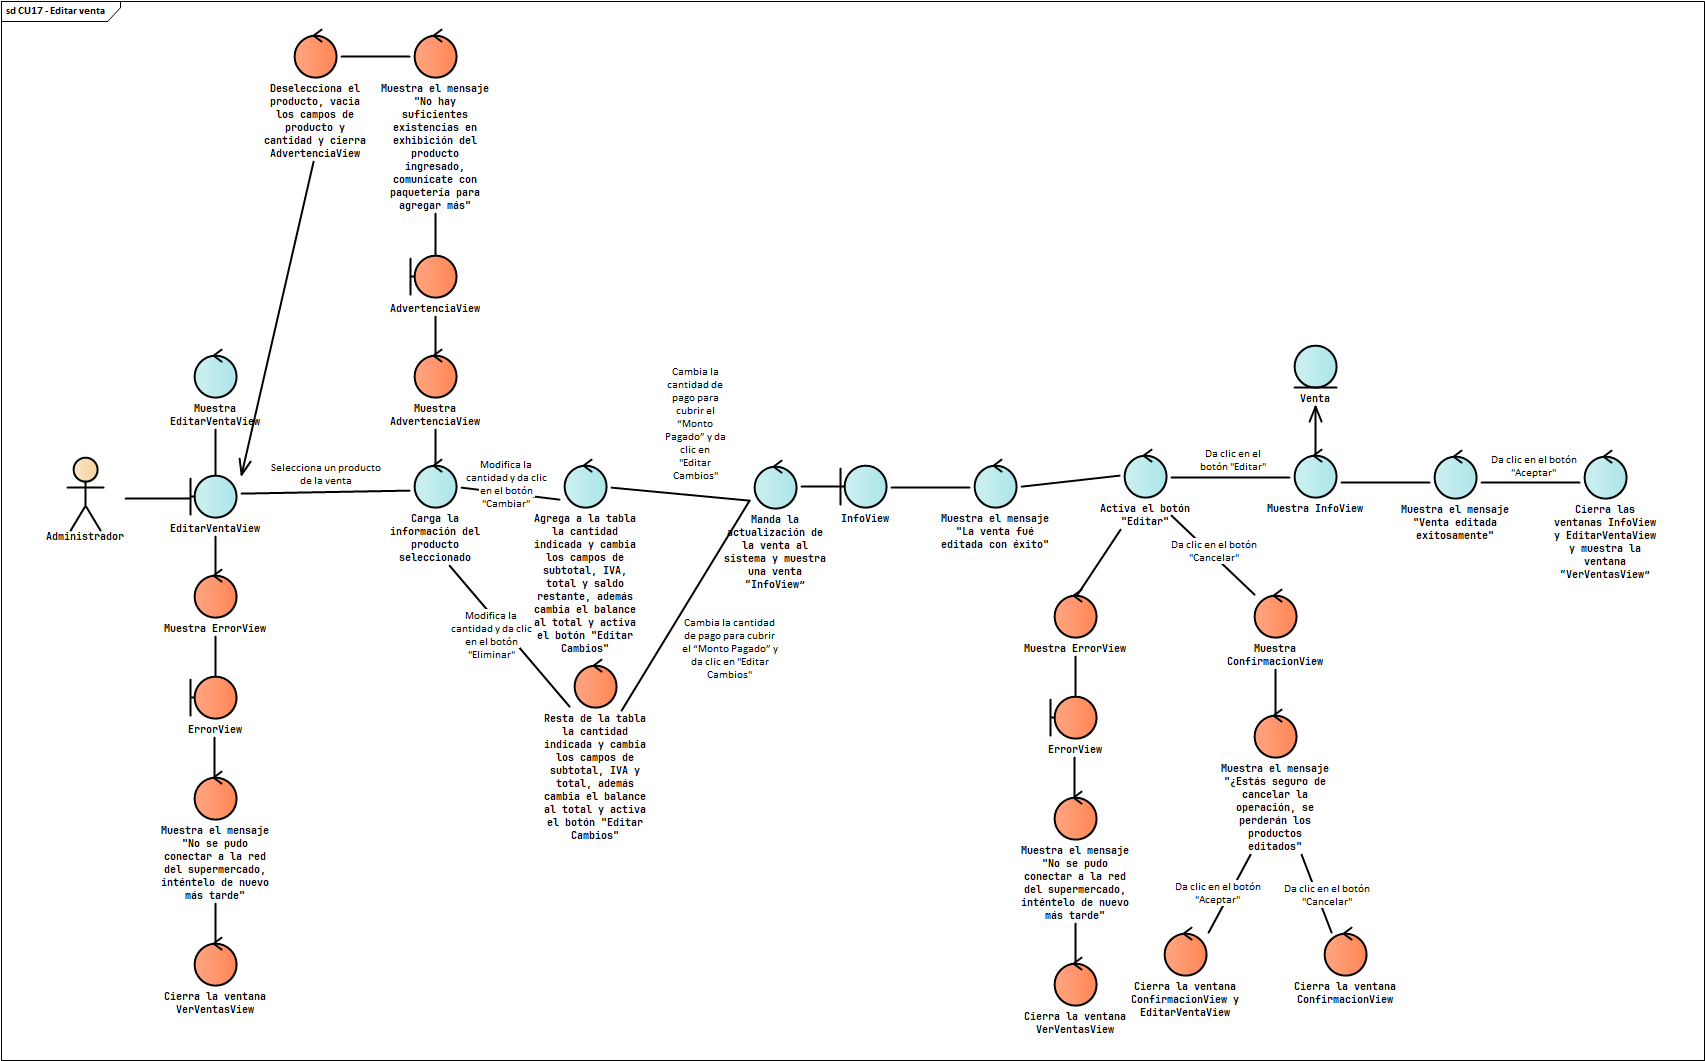 sd CU17 - Editar venta
Deselecciona el
producto, vacia
los campos de
producto y
cantidad y cierra
AdvertenciaView
Muestra el mensaje
"No hay
suficientes
existencias en
exhibición del
producto
ingresado,
comunícate con
paquetería para
agregar más"
AdvertenciaView
Muestra
AdvertenciaView
Muestra
EditarVentaView
Administrador
EditarVentaView
Selecciona un producto
de la venta
Carga la
información del
producto
seleccionado
Modifica la
cantidad y da clic
en el botón
"Cambiar"
Agrega a la tabla
la cantidad
indicada y cambia
los campos de
subtotal, IVA,
total y saldo
restante, además
cambia el balance
al total y activa
el botón "Editar
Cambios"
Modifica la
cantidad y da clic
en el botón
"Eliminar"
Resta de la tabla
la cantidad
indicada y cambia
los campos de
subtotal, IVA y
total, además
cambia el balance
al total y activa
el botón "Editar
Cambios"
Cambia la
cantidad de
pago para
cubrir el
“Monto
Pagado” y da
clic en
"Editar
Cambios"
Cambia la cantidad
de pago para cubrir
el “Monto Pagado” y
da clic en "Editar
Cambios"
Manda la
actualización de
la venta al
sistema y muestra
una venta
“InfoView”
InfoView
Muestra el mensaje
"La venta fué
editada con éxito"
Activa el botón
"Editar"
Da clic en el
botón "Editar"
Venta
Muestra InfoView
Muestra el mensaje
"Venta editada
exitosamente"
Da clic en el botón
"Aceptar"
Cierra las
ventanas InfoView
y EditarVentaView
y muestra la
ventana
“VerVentasView”
Da clic en el botón
"Cancelar"
Muestra ErrorView
ErrorView
Muestra el mensaje
"No se pudo
conectar a la red
del supermercado,
inténtelo de nuevo
más tarde"
Cierra la ventana
VerVentasView
Muestra ErrorView
ErrorView
Muestra el mensaje
"No se pudo
conectar a la red
del supermercado,
inténtelo de nuevo
más tarde"
Cierra la ventana
VerVentasView
Muestra
ConfirmacionView
Muestra el mensaje
"¿Estás seguro de
cancelar la
operación, se
perderán los
productos
editados"
Da clic en el botón
"Aceptar"
Da clic en el botón
"Cancelar"
Cierra la ventana
ConfirmacionView y
EditarVentaView
Cierra la ventana
ConfirmacionView